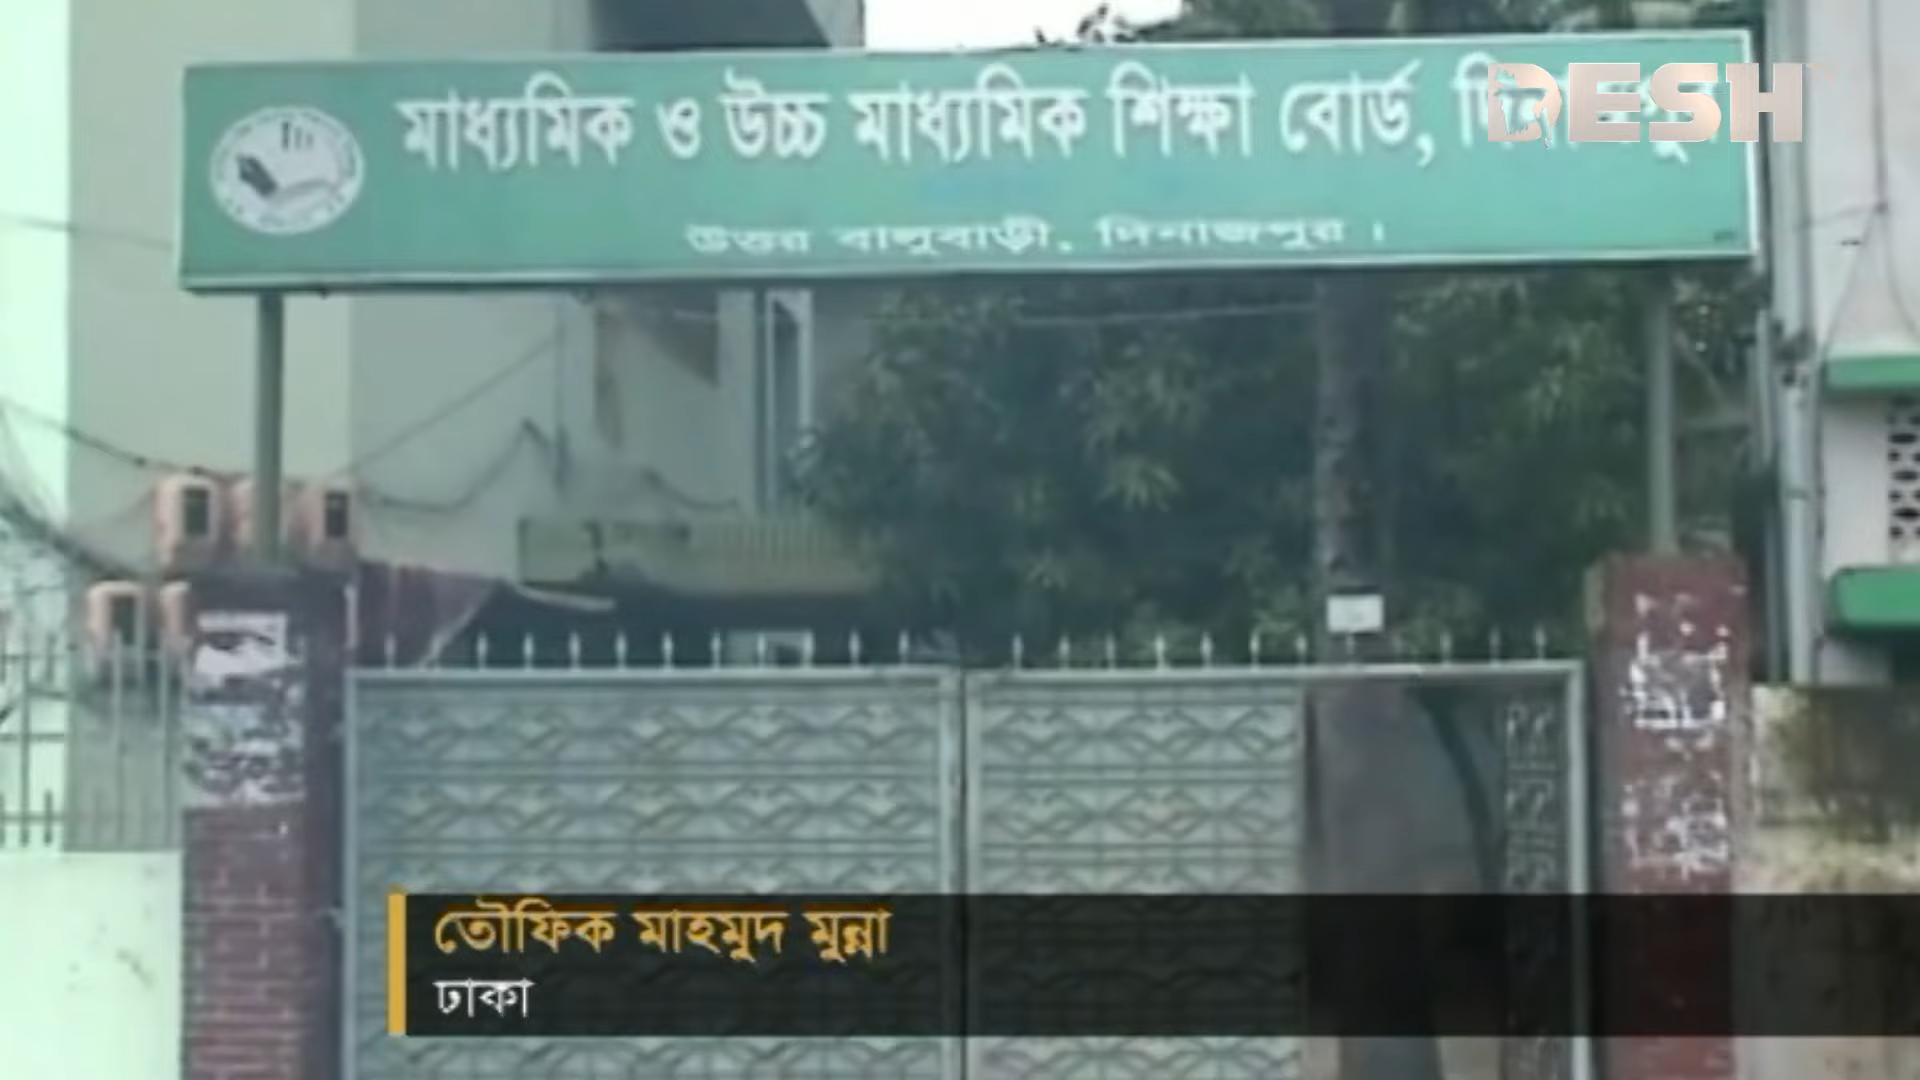 মাধ্যমিক ও উচ্চ মাধ্যমিক শিক্ষা বোর্ড,
DESH
উত্তর বালুবাড়ী, দিনাজপুর।
তৌফিক মাহমুদ মুন্না
ঢাকা